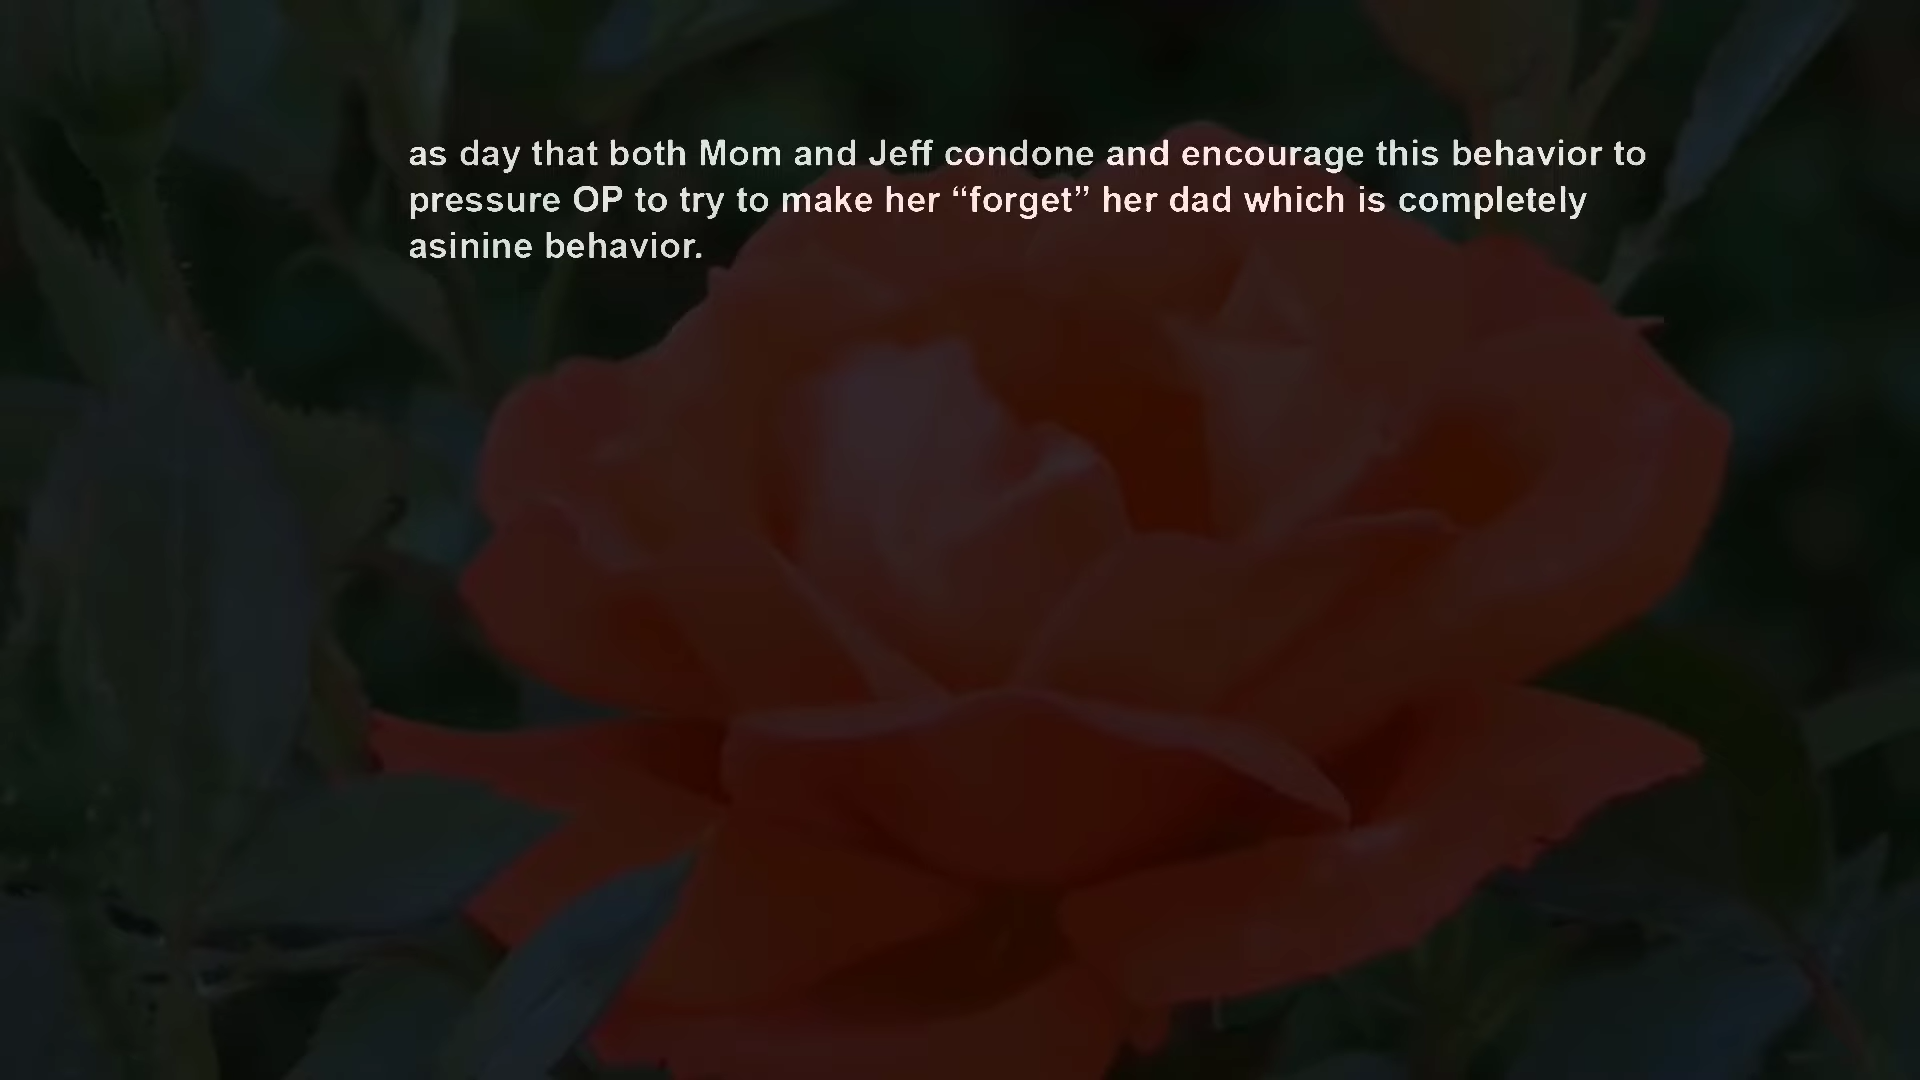 as day that both Mom and Jeff condone and encourage this behavior to
pressure OP to try to make her “forget” her dad which is completely
asinine behavior.